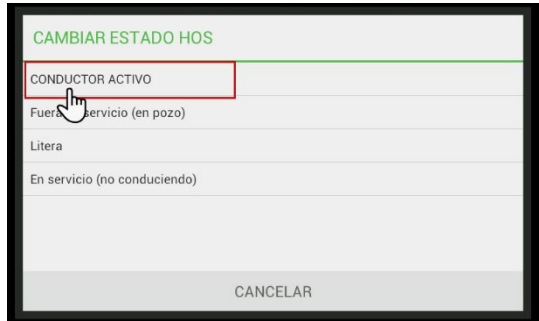 CAMBIAR ESTADO HOS
CONDUCTOR ACTIVO
Fuera servicio (en pozo)
Litera
En servicio (no conduciendo)
CANCELAR